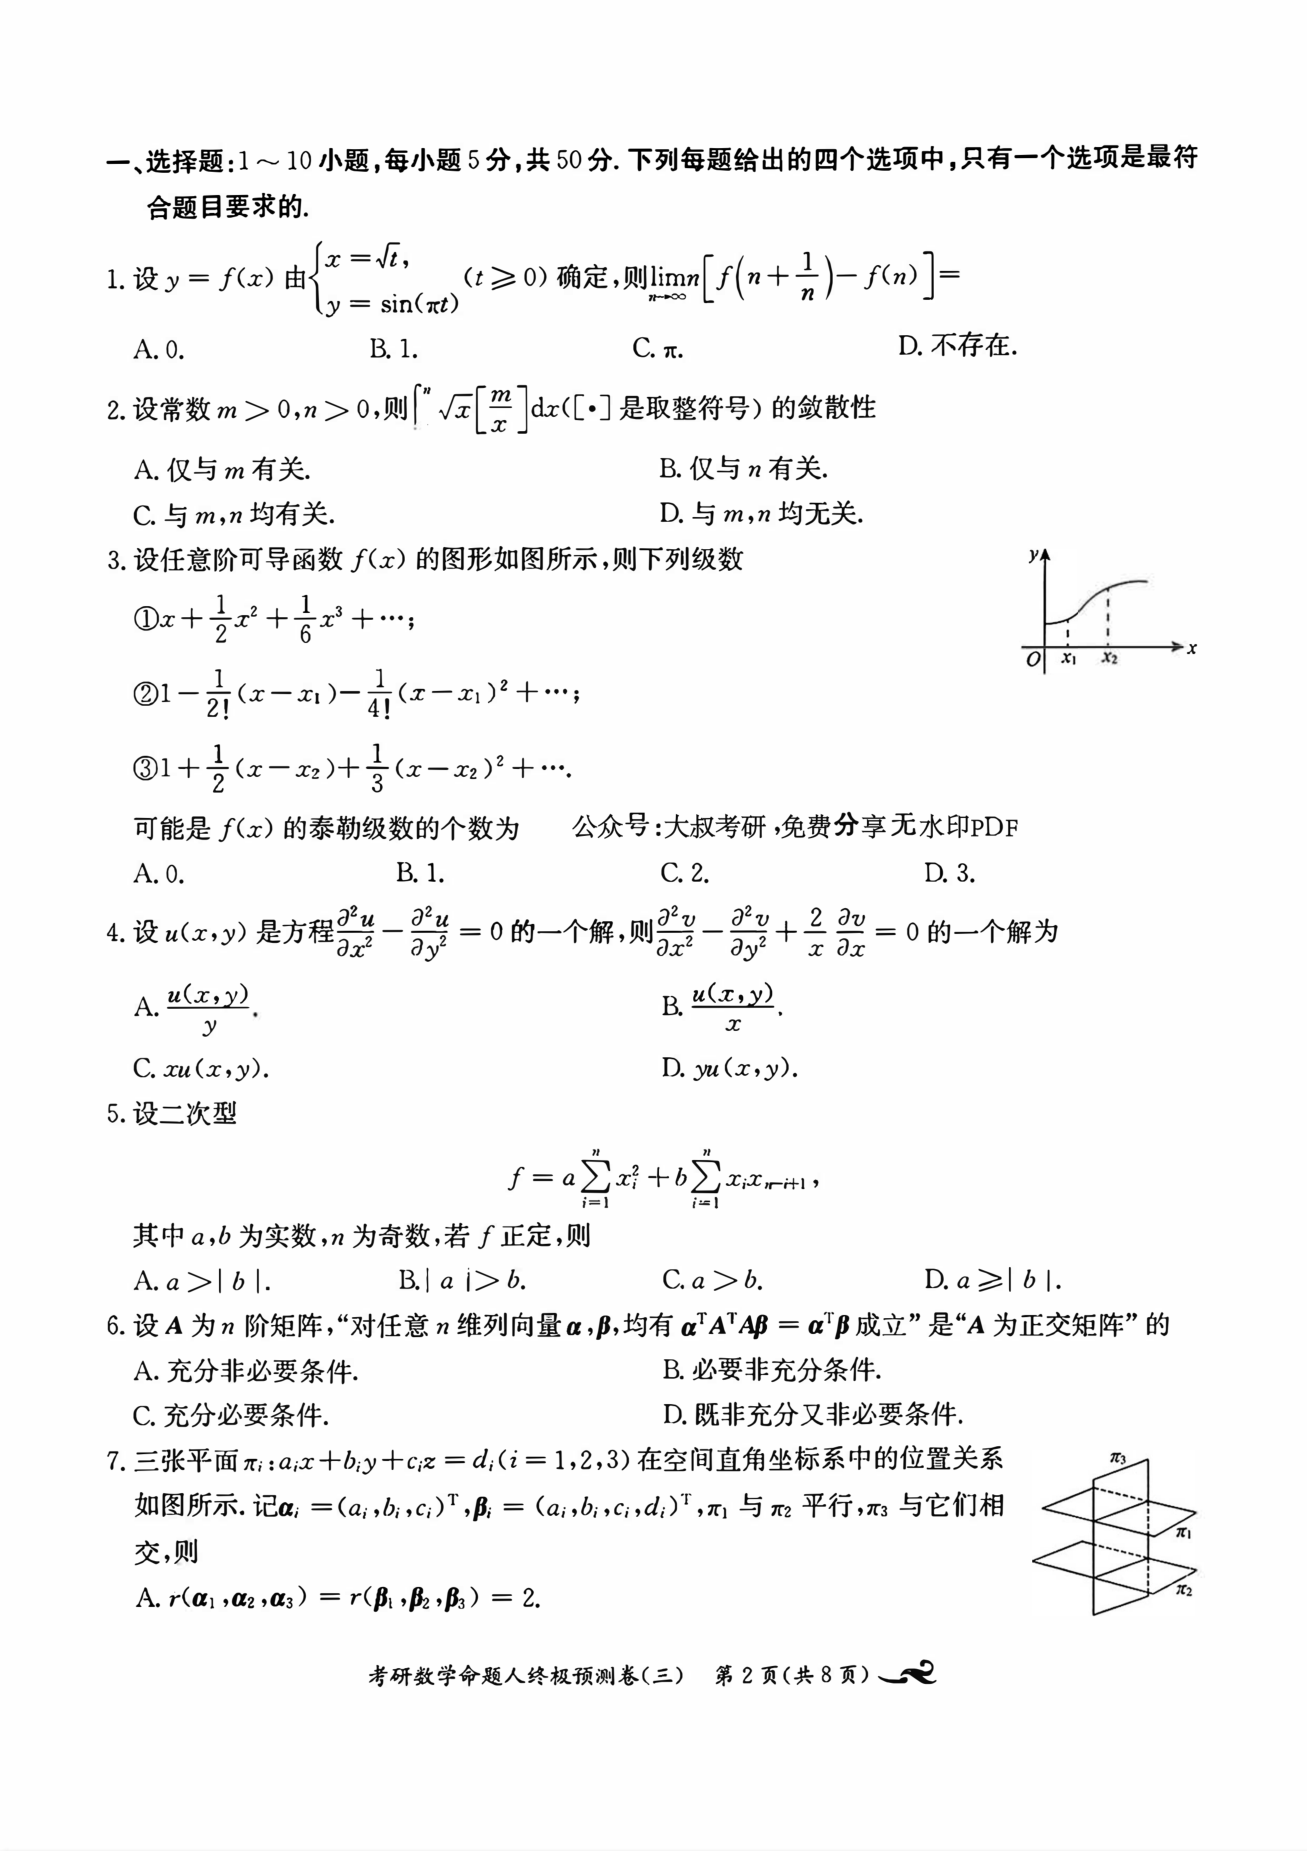 一、选择题:1～10小题,每小题5分,共50分.下列每题给出的四个选项中,只有一个选项是最符
合题目要求的.
1. 设 y = f(x) 由{x = √t, y = sin(πt) (t ⩾ 0) 确定,则 lim_{n→∞} n[f(n + 1/n) − f(n)] =
A. 0. B. 1. C. π. D. 不存在.
2. 设常数 m > 0,n > 0,则∫^n √x [m/x] dx([•]是取整符号) 的敛散性
A. 仅与 m 有关. B. 仅与 n 有关.
C. 与 m,n 均有关. D. 与 m,n 均无关.
3. 设任意阶可导函数 f(x) 的图形如图所示,则下列级数
①x + 1/2 x² + 1/6 x³ + ⋯;
②1 − 1/2! (x − x₁) − 1/4! (x − x₁)² + ⋯;
③1 + 1/2 (x − x₂) + 1/3 (x − x₂)² + ⋯.
y
O x₁ x₂ x
可能是 f(x) 的泰勒级数的个数为 公众号:大叔考研,免费分享无水印PDF
A. 0. B. 1. C. 2. D. 3.
4. 设 u(x,y) 是方程 ∂²u/∂x² − ∂²u/∂y² = 0 的一个解,则 ∂²v/∂x² − ∂²v/∂y² + 2/x ∂v/∂x = 0 的一个解为
A. u(x,y)/y. B. u(x,y)/x.
C. xu(x,y). D. yu(x,y).
5. 设二次型
f = a∑_{i=1}^{n} x_i² + b∑_{i=1}^{n} x_i x_{n−i+1},
其中 a,b 为实数,n 为奇数,若 f 正定,则
A. a > | b |. B. | a | > b. C. a > b. D. a ⩾ | b |.
6. 设 A 为 n 阶矩阵,“对任意 n 维列向量 α,β,均有 αᵀAᵀAβ = αᵀβ 成立” 是“A 为正交矩阵” 的
A. 充分非必要条件. B. 必要非充分条件.
C. 充分必要条件. D. 既非充分又非必要条件.
7. 三张平面 π_i:a_i x + b_i y + c_i z = d_i (i = 1,2,3) 在空间直角坐标系中的位置关系
如图所示. 记α_i = (a_i,b_i,c_i)ᵀ,β_i = (a_i,b_i,c_i,d_i)ᵀ,π₁ 与 π₂ 平行,π₃ 与它们相
交,则
A. r(α₁,α₂,α₃) = r(β₁,β₂,β₃) = 2.
π₃
π₁
π₂
考研数学命题人终极预测卷(三) 第 2 页(共 8 页)